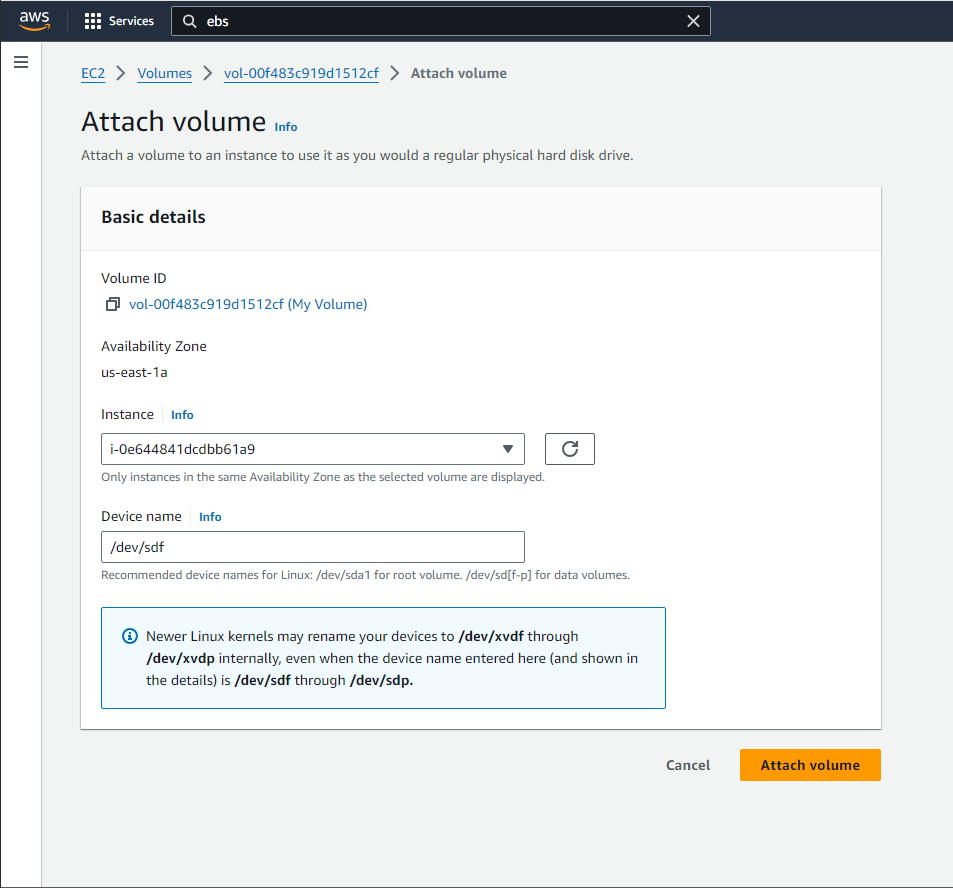 aws
Services
ebs
EC2 > Volumes > vol-00f483c919d1512cf > Attach volume
Attach volume Info
Attach a volume to an instance to use it as you would a regular physical hard disk drive.
Basic details
Volume ID
vol-00f483c919d1512cf (My Volume)
Availability Zone
us-east-1a
Instance Info
i-0e644841dcdbb61a9
Only instances in the same Availability Zone as the selected volume are displayed.
Device name Info
/dev/sdf
Recommended device names for Linux: /dev/sda1 for root volume. /dev/sd[f-p] for data volumes.
Newer Linux kernels may rename your devices to /dev/xvdf through
/dev/xvdp internally, even when the device name entered here (and shown in
the details) is /dev/sdf through /dev/sdp.
Cancel
Attach volume